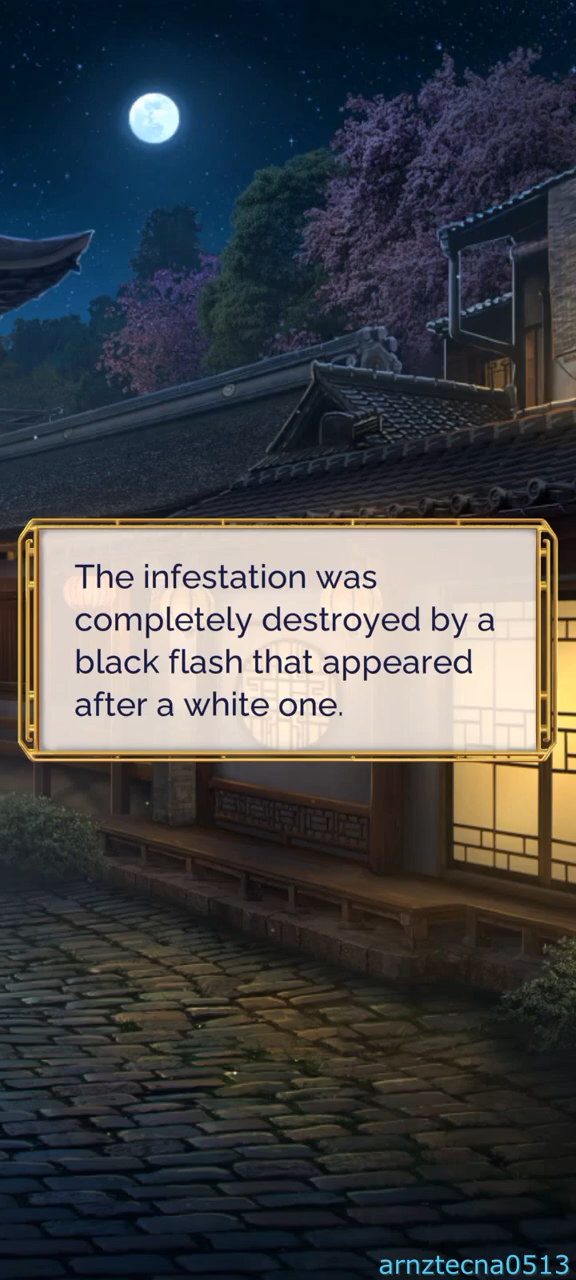 The infestation was
completely destroyed by a
black flash that appeared
after a white one.
arnztecna0513